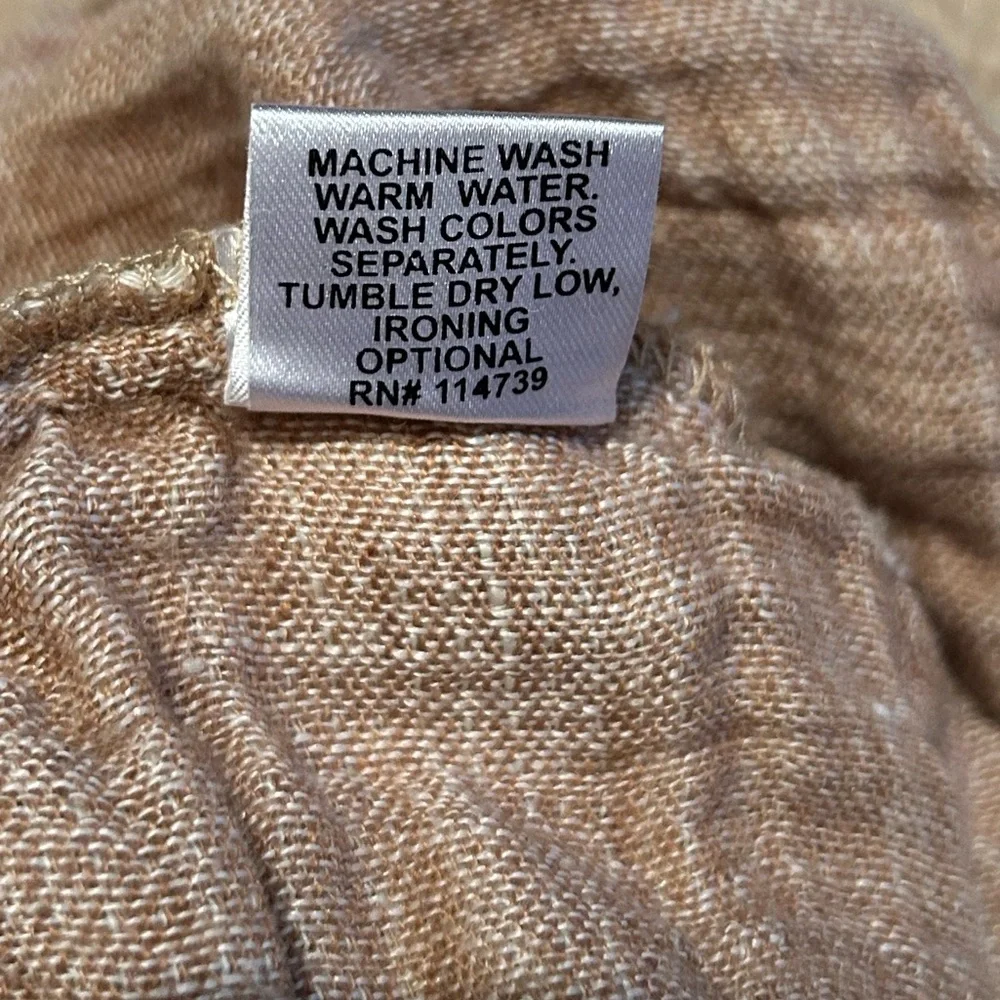 MACHINE WASH
WARM WATER.
WASH COLORS
SEPARATELY.
TUMBLE DRY LOW,
IRONING
OPTIONAL
RN# 114739